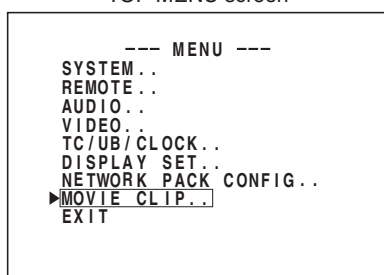 TOP MENU screen
--- MENU ---
SYSTEM..
REMOTE..
AUDIO..
VIDEO..
TC/UB/CLOCK..
DISPLAY SET..
NETWORK PACK CONFIG..
▶MOVIE CLIP..
EXIT